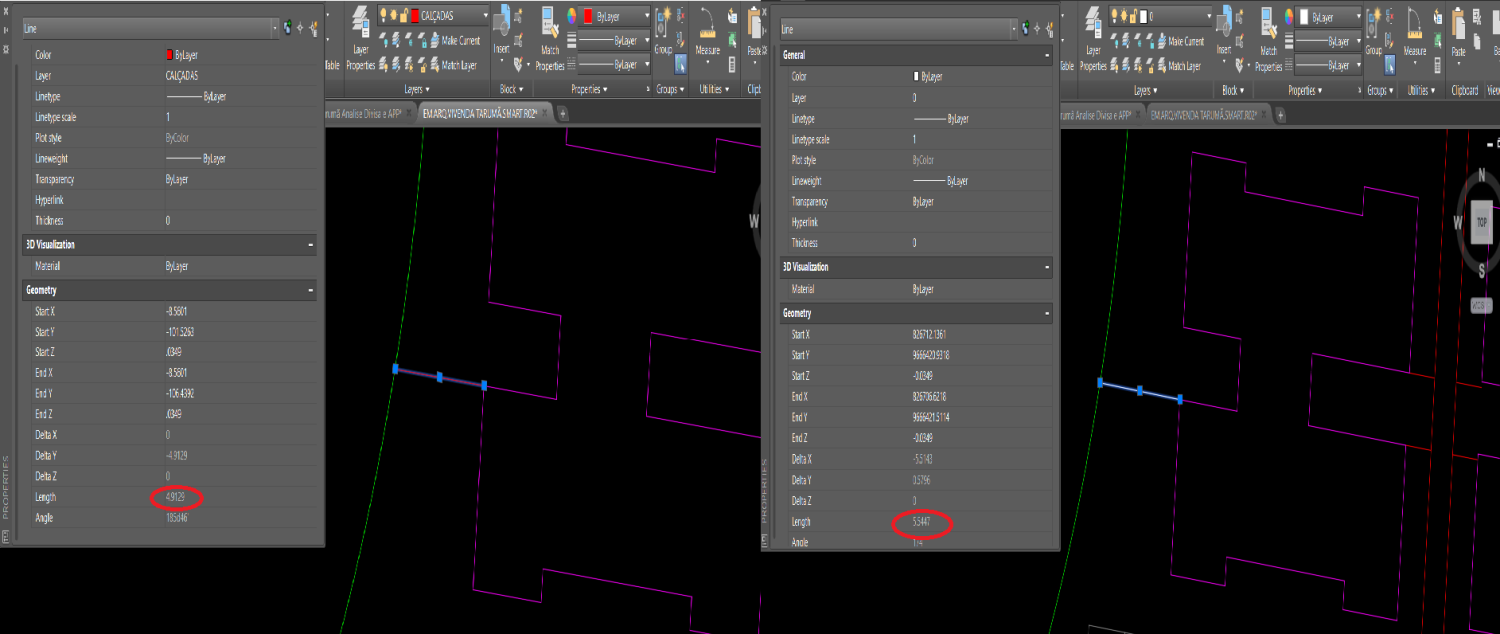 Line
Color ByLayer
Layer CALÇADAS
Linetype ByLayer
Linetype scale 1
Plot style ByColor
Lineweight ByLayer
Transparency ByLayer
Hyperlink
Thickness 0
3D Visualization
Material ByLayer
Geometry
Start X -8.5801
Start Y -101.5263
Start Z .0349
End X -8.5801
End Y -106.4392
End Z .0349
Delta X 0
Delta Y -4.9129
Delta Z 0
Length 4.9129
Angle 185d46'
PROPERTIES
CALÇADAS
Make Current
Match Layer
Layer
Properties
Layers
Insert
Block
Match
Properties
ByLayer
ByLayer
ByLayer
Properties
Group
Groups
Measure
Utilities
Paste
Clipb
Table
rumã Analise Divisa e APP*
EM.ARQ.VIVENDA TARUMÃ.SMART.R02*
W
Line
General
Color ByLayer
Layer 0
Linetype ByLayer
Linetype scale 1
Plot style ByColor
Lineweight ByLayer
Transparency ByLayer
Hyperlink
Thickness 0
3D Visualization
Material ByLayer
Geometry
Start X 826712.1361
Start Y 9666420.9318
Start Z -0.0349
End X 826706.6218
End Y 9666421.5114
End Z -0.0349
Delta X -5.5143
Delta Y 0.5796
Delta Z 0
Length 5.5447
Angle 174
PROPERTIES
0
Make Current
Match Layer
Layer
Properties
Layers
Insert
Block
Match
Properties
ByLayer
ByLayer
ByLayer
Properties
Group
Groups
Measure
Utilities
Paste
Clipboard
View
able
rumã Analise Divisa e APP*
EM.ARQ.VIVENDA TARUMÃ.SMART.R02*
N
W
TOP
S